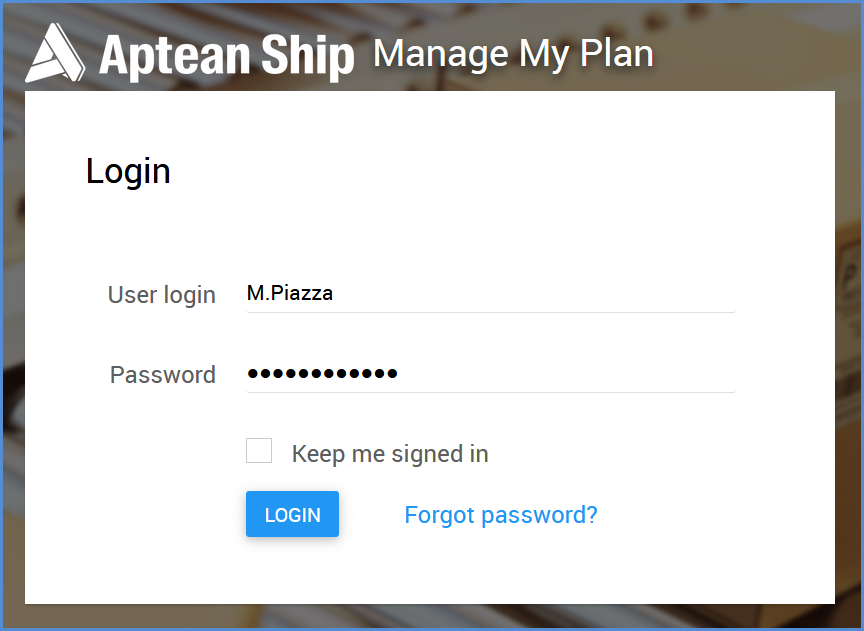 Aptean Ship Manage My Plan
Login
User login M.Piazza
Password ••••••••••••
Keep me signed in
LOGIN Forgot password?